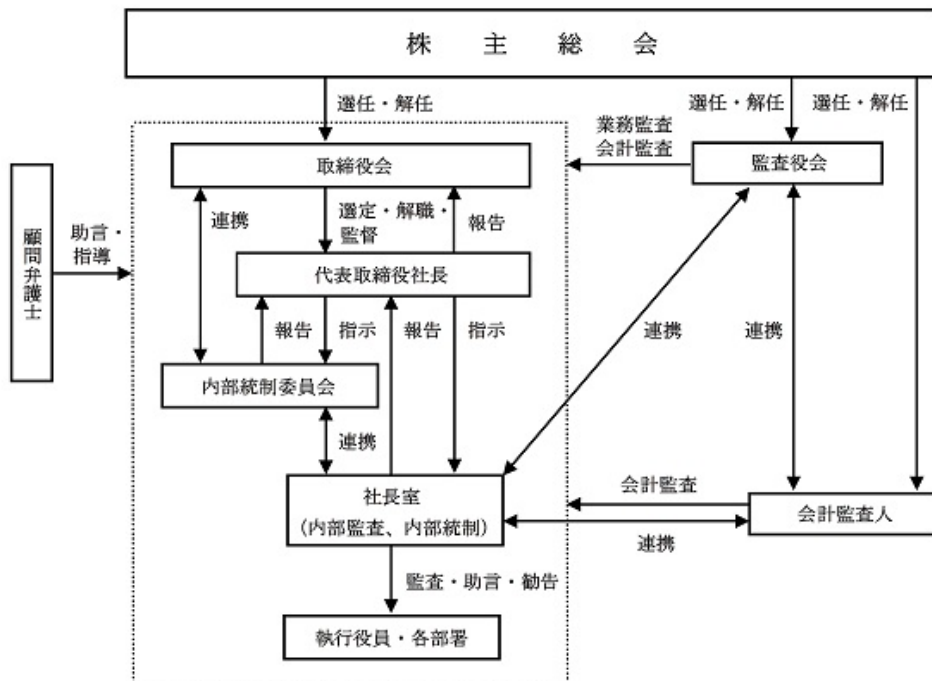 株主総会
選任・解任
選任・解任
選任・解任
業務監査
会計監査
取締役会
監査役会
顧問弁護士
助言・
指導
連携
選定・解職・
監督
報告
代表取締役社長
報告
指示
報告
指示
連携
連携
内部統制委員会
連携
社長室
(内部監査、内部統制)
会計監査
会計監査人
連携
監査・助言・勧告
執行役員・各部署